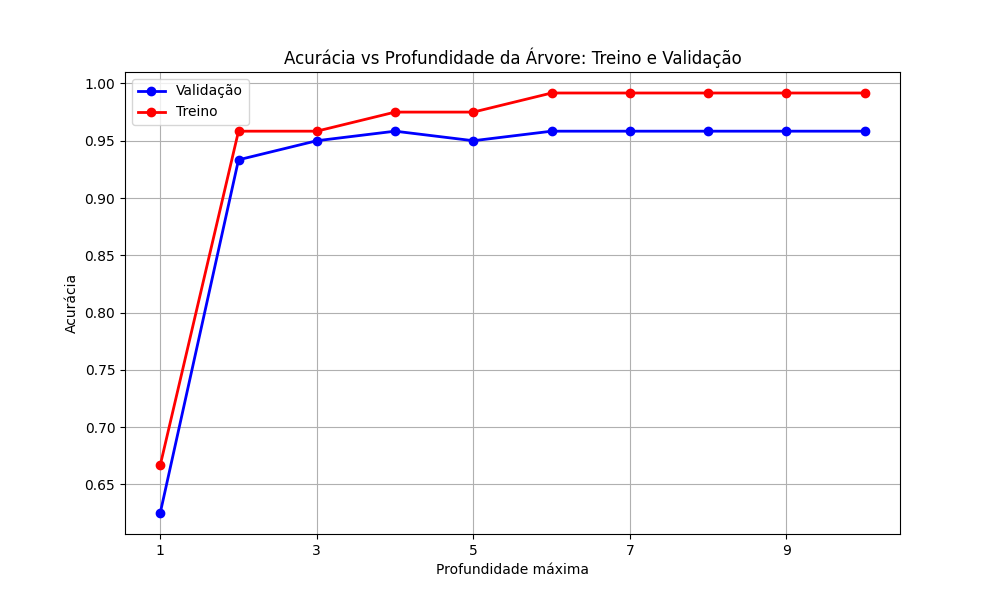 Acurácia vs Profundidade da Árvore: Treino e Validação
Validação
Treino
1.00
0.95
0.90
0.85
0.80
0.75
0.70
0.65
Acurácia
1 3 5 7 9
Profundidade máxima